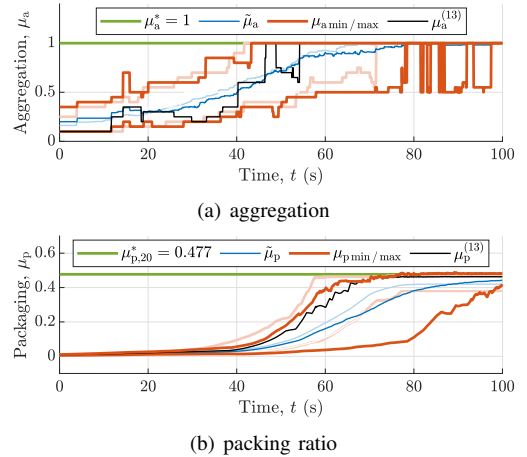 μ*a = 1 μ̃a μa min/max μa(13)
Aggregation, μa
1
0.5
0
0 20 40 60 80 100
Time, t (s)
(a) aggregation
μ*p,20 = 0.477 μ̃p μp min/max μp(13)
Packaging, μp
0.6
0.4
0.2
0
0 20 40 60 80 100
Time, t (s)
(b) packing ratio